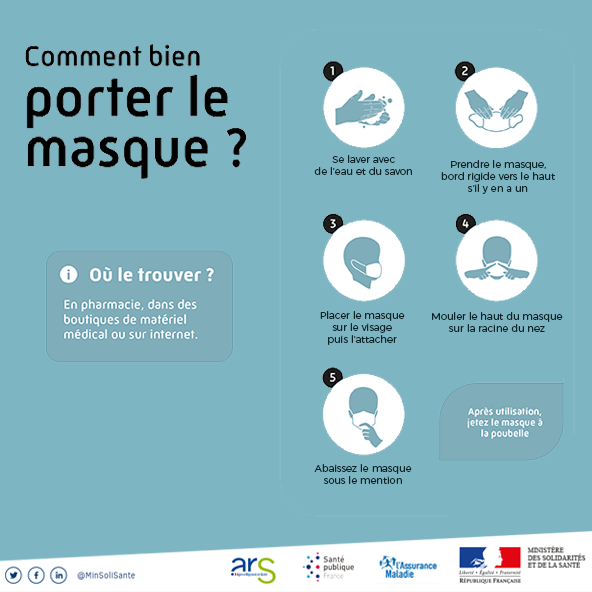 Comment bien
porter le
masque ?
i Où le trouver ?
En pharmacie, dans des
boutiques de matériel
médical ou sur internet.
1
Se laver avec
de l'eau et du savon
2
Prendre le masque,
bord rigide vers le haut
s'il y en a un
3
Placer le masque
sur le visage
puis l'attacher
4
Mouler le haut du masque
sur la racine du nez
5
Abaissez le masque
sous le mention
Après utilisation,
jetez le masque à
la poubelle
@MinSoliSante
ars
Agence Régionale de Santé
Santé
publique
France
l'Assurance
Maladie
Liberté • Égalité • Fraternité
RÉPUBLIQUE FRANÇAISE
MINISTÈRE
DES SOLIDARITÉS
ET DE LA SANTÉ